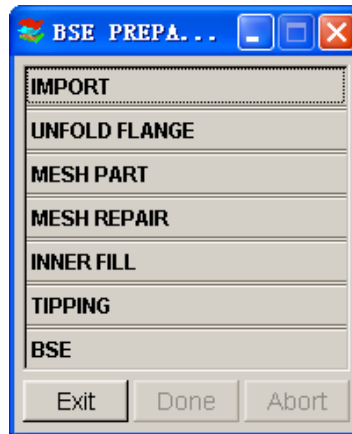 BSE PREPA...
IMPORT
UNFOLD FLANGE
MESH PART
MESH REPAIR
INNER FILL
TIPPING
BSE
Exit Done Abort